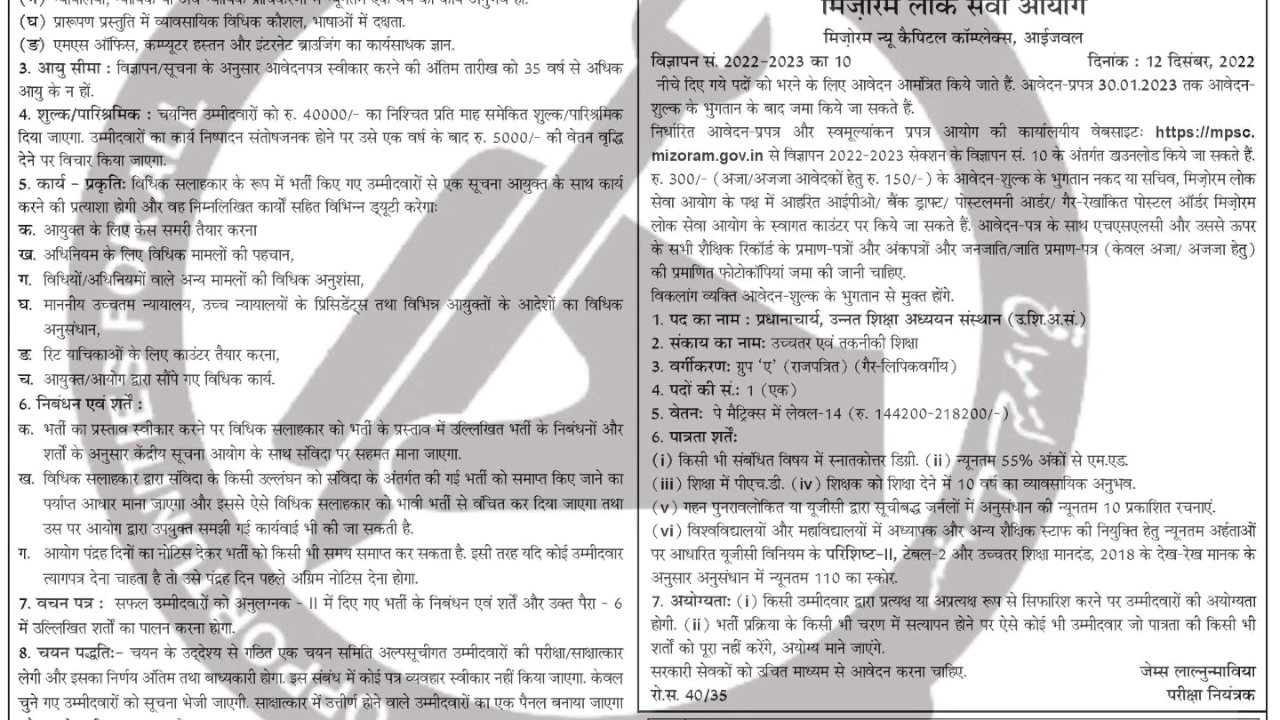 (घ) प्रारूपण प्रस्तुति में व्यावसायिक विधिक कौशल, भाषाओं में दक्षता.
(ङ) एमएस ऑफिस, कम्प्यूटर हस्तन और इंटरनेट ब्राउजिंग का कार्यसाधक ज्ञान.
3. आयु सीमा : विज्ञापन/सूचना के अनुसार आवेदनपत्र स्वीकार करने की अंतिम तारीख को 35 वर्ष से अधिक
आयु के न हों.
4. शुल्क/पारिश्रमिक : चयनित उम्मीदवारों को रु. 40000/- का निश्चित प्रति माह समेकित शुल्क/पारिश्रमिक
दिया जाएगा. उम्मीदवारों का कार्य निष्पादन संतोषजनक होने पर उसे एक वर्ष के बाद रु. 5000/- की वेतन वृद्धि
देने पर विचार किया जाएगा.
5. कार्य – प्रकृतिः विधिक सलाहकार के रूप में भर्ती किए गए उम्मीदवारों से एक सूचना आयुक्त के साथ कार्य
करने की प्रत्याशा होगी और वह निम्नलिखित कार्यों सहित विभिन्न ड्यूटी करेगाः
क. आयुक्त के लिए केस समरी तैयार करना
ख. अधिनियम के लिए विधिक मामलों की पहचान,
ग. विधियों/अधिनियमों वाले अन्य मामलों की विधिक अनुशंसा,
घ. माननीय उच्चतम न्यायालय, उच्च न्यायालयों के प्रिसिडेंट्स तथा विभिन्न आयुक्तों के आदेशों का विधिक
अनुसंधान,
ङ. रिट याचिकाओं के लिए काउंटर तैयार करना,
च. आयुक्त/आयोग द्वारा सौंपे गए विधिक कार्य.
6. निबंधन एवं शर्तें :
क. भर्ती का प्रस्ताव स्वीकार करने पर विधिक सलाहकार को भर्ती के प्रस्ताव में उल्लिखित भर्ती के निबंधनों और
शर्तों के अनुसार केंद्रीय सूचना आयोग के साथ संविदा पर सहमत माना जाएगा.
ख. विधिक सलाहकार द्वारा संविदा के किसी उल्लंघन को संविदा के अंतर्गत की गई भर्ती को समाप्त किए जाने का
पर्याप्त आधार माना जाएगा और इससे ऐसे विधिक सलाहकार को भावी भर्ती से वंचित कर दिया जाएगा तथा
उस पर आयोग द्वारा उपयुक्त समझी गई कार्यवाई भी की जा सकती है.
ग. आयोग पंद्रह दिनों का नोटिस देकर भर्ती को किसी भी समय समाप्त कर सकता है. इसी तरह यदि कोई उम्मीदवार
त्यागपत्र देना चाहता है तो उसे पंद्रह दिन पहले अग्रिम नोटिस देना होगा.
7. वचन पत्र : सफल उम्मीदवारों को अनुलग्नक - II में दिए गए भर्ती के निबंधन एवं शर्तें और उक्त पैरा - 6
में उल्लिखित शर्तों का पालन करना होगा.
8. चयन पद्धतिः- चयन के उद्देश्य से गठित एक चयन समिति अल्पसूचीगत उम्मीदवारों की परीक्षा/साक्षात्कार
लेगी और इसका निर्णय अंतिम तथा बाध्यकारी होगा. इस संबंध में कोई पत्र व्यवहार स्वीकार नहीं किया जाएगा. केवल
चुने गए उम्मीदवारों को सूचना भेजी जाएगी. साक्षात्कार में उत्तीर्ण होने वाले उम्मीदवारों का एक पैनल बनाया जाएगा
मिज़ोरम लोक सेवा आयोग
मिज़ोरम न्यू कैपिटल कॉम्प्लेक्स, आईजवल
विज्ञापन सं. 2022-2023 का 10 दिनांक : 12 दिसंबर, 2022
नीचे दिए गये पदों को भरने के लिए आवेदन आमंत्रित किये जाते हैं. आवेदन-प्रपत्र 30.01.2023 तक आवेदन-
शुल्क के भुगतान के बाद जमा किये जा सकते हैं.
निर्धारित आवेदन-प्रपत्र और स्वमूल्यांकन प्रपत्र आयोग की कार्यालयीय वेबसाइटः https://mpsc.
mizoram.gov.in से विज्ञापन 2022-2023 सेक्शन के विज्ञापन सं. 10 के अंतर्गत डाउनलोड किये जा सकते हैं.
रु. 300/- (अजा/अजजा आवेदकों हेतु रु. 150/-) के आवेदन-शुल्क के भुगतान नकद या सचिव, मिज़ोरम लोक
सेवा आयोग के पक्ष में आहरित आईपीओ/ बैंक ड्राफ्ट/ पोस्टलमनी आर्डर/ गैर-रेखांकित पोस्टल ऑर्डर मिज़ोरम
लोक सेवा आयोग के स्वागत काउंटर पर किये जा सकते हैं. आवेदन-पत्र के साथ एचएसएलसी और उससे ऊपर
के सभी शैक्षिक रिकॉर्ड के प्रमाण-पत्रों और अंकपत्रों और जनजाति/जाति प्रमाण-पत्र (केवल अजा/ अजजा हेतु)
की प्रमाणित फोटोकॉपियां जमा की जानी चाहिए.
विकलांग व्यक्ति आवेदन-शुल्क के भुगतान से मुक्त होंगे.
1. पद का नाम : प्रधानाचार्य, उन्नत शिक्षा अध्ययन संस्थान (उ.शि.अ.सं.)
2. संकाय का नामः उच्चतर एवं तकनीकी शिक्षा
3. वर्गीकरणः ग्रुप ‘ए’ (राजपत्रित) (गैर-लिपिकवर्गीय)
4. पदों की सं.: 1 (एक)
5. वेतनः पे मैट्रिक्स में लेवल-14 (रु. 144200-218200/-)
6. पात्रता शर्तेंः
(i) किसी भी संबंधित विषय में स्नातकोत्तर डिग्री. (ii) न्यूनतम 55% अंकों से एम.एड.
(iii) शिक्षा में पीएच.डी. (iv) शिक्षक को शिक्षा देने में 10 वर्ष का व्यावसायिक अनुभव.
(v) गहन पुनरावलोकित या यूजीसी द्वारा सूचीबद्ध जर्नलों में अनुसंधान की न्यूनतम 10 प्रकाशित रचनाएं.
(vi) विश्वविद्यालयों और महाविद्यालयों में अध्यापक और अन्य शैक्षिक स्टाफ की नियुक्ति हेतु न्यूनतम अर्हताओं
पर आधारित यूजीसी विनियम के परिशिष्ट-II, टेबल-2 और उच्चतर शिक्षा मानदंड, 2018 के देख-रेख मानक के
अनुसार अनुसंधान में न्यूनतम 110 का स्कोर.
7. अयोग्यताः (i) किसी उम्मीदवार द्वारा प्रत्यक्ष या अप्रत्यक्ष रूप से सिफारिश करने पर उम्मीदवारों की अयोग्यता
होगी. (ii) भर्ती प्रक्रिया के किसी भी चरण में सत्यापन होने पर ऐसे कोई भी उम्मीदवार जो पात्रता की किसी भी
शर्तों को पूरा नहीं करेंगे, अयोग्य माने जाएंगे.
सरकारी सेवकों को उचित माध्यम से आवेदन करना चाहिए. जेम्स लाल्नुन्माविया
रो.स. 40/35 परीक्षा नियंत्रक